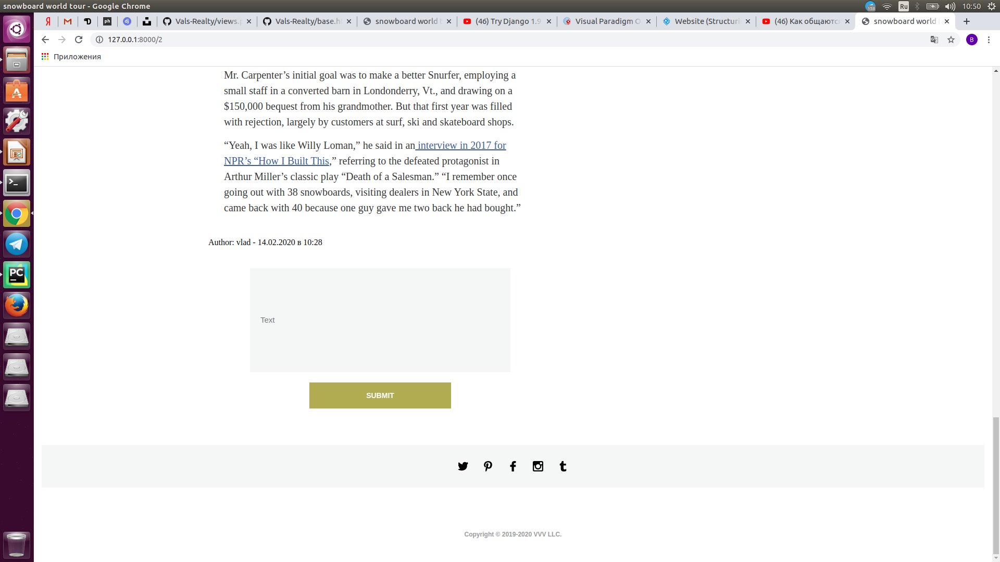 snowboard world tour - Google Chrome
153 Ru 10:50
Я ph dj Vals-Realty/views. Vals-Realty/base.h snowboard world (46) Try Django 1.9 Visual Paradigm Website (Structuri (46) Как общаются snowboard world
127.0.0.1:8000/2 B
Приложения
Mr. Carpenter’s initial goal was to make a better Snurfer, employing a
small staff in a converted barn in Londonderry, Vt., and drawing on a
$150,000 bequest from his grandmother. But that first year was filled
with rejection, largely by customers at surf, ski and skateboard shops.
“Yeah, I was like Willy Loman,” he said in an interview in 2017 for
NPR’s “How I Built This,” referring to the defeated protagonist in
Arthur Miller’s classic play “Death of a Salesman.” “I remember once
going out with 38 snowboards, visiting dealers in New York State, and
came back with 40 because one guy gave me two back he had bought.”
Author: vlad - 14.02.2020 в 10:28
PC
Text
SUBMIT
Copyright © 2019-2020 VVV LLC.